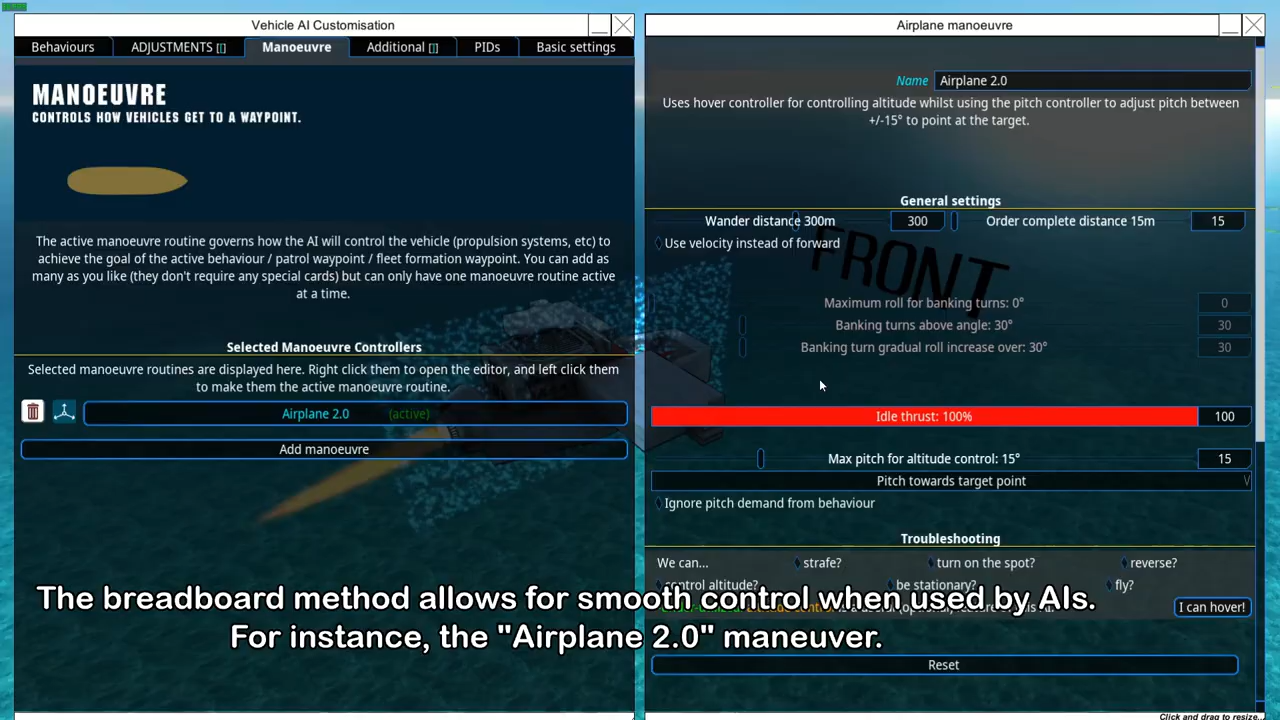 Vehicle AI Customisation
Behaviours
ADJUSTMENTS []
Manoeuvre
Additional []
PIDs
Basic settings
MANOEUVRE
CONTROLS HOW VEHICLES GET TO A WAYPOINT.
The active manoeuvre routine governs how the AI will control the vehicle (propulsion systems, etc) to
achieve the goal of the active behaviour / patrol waypoint / fleet formation waypoint. You can add as
many as you like (they don't require any special cards) but can only have one manoeuvre routine active
at a time.
Selected Manoeuvre Controllers
Selected manoeuvre routines are displayed here. Right click them to open the editor, and left click them
to make them the active manoeuvre routine.
Airplane 2.0 (active)
Add manoeuvre
Airplane manoeuvre
Name Airplane 2.0
Uses hover controller for controlling altitude whilst using the pitch controller to adjust pitch between
+/-15° to point at the target.
General settings
Wander distance 300m 300
Order complete distance 15m 15
Use velocity instead of forward
FRONT
Maximum roll for banking turns: 0° 0
Banking turns above angle: 30° 30
Banking turn gradual roll increase over: 30° 30
Idle thrust: 100% 100
Max pitch for altitude control: 15° 15
Pitch towards target point
Ignore pitch demand from behaviour
Troubleshooting
We can... strafe? turn on the spot? reverse?
control altitude? be stationary? fly?
I can hover!
Reset
Click and drag to resize...
The breadboard method allows for smooth control when used by AIs.
For instance, the "Airplane 2.0" maneuver.